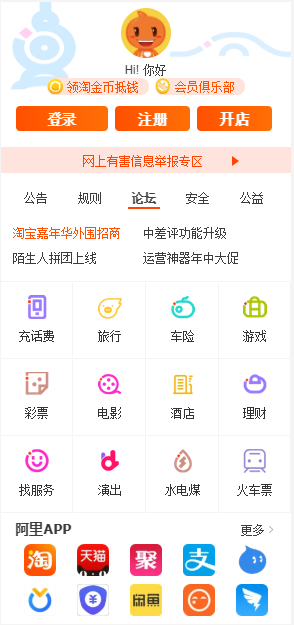 Hi! 你好
领淘金币抵钱 会员俱乐部
登录 注册 开店
网上有害信息举报专区
公告 规则 论坛 安全 公益
淘宝嘉年华外围招商 中差评功能升级
陌生人拼团上线 运营神器年中大促
充话费 旅行 车险 游戏
彩票 电影 酒店 理财
找服务 演出 水电煤 火车票
阿里APP 更多
淘 天猫 聚 支
¥ 闲鱼